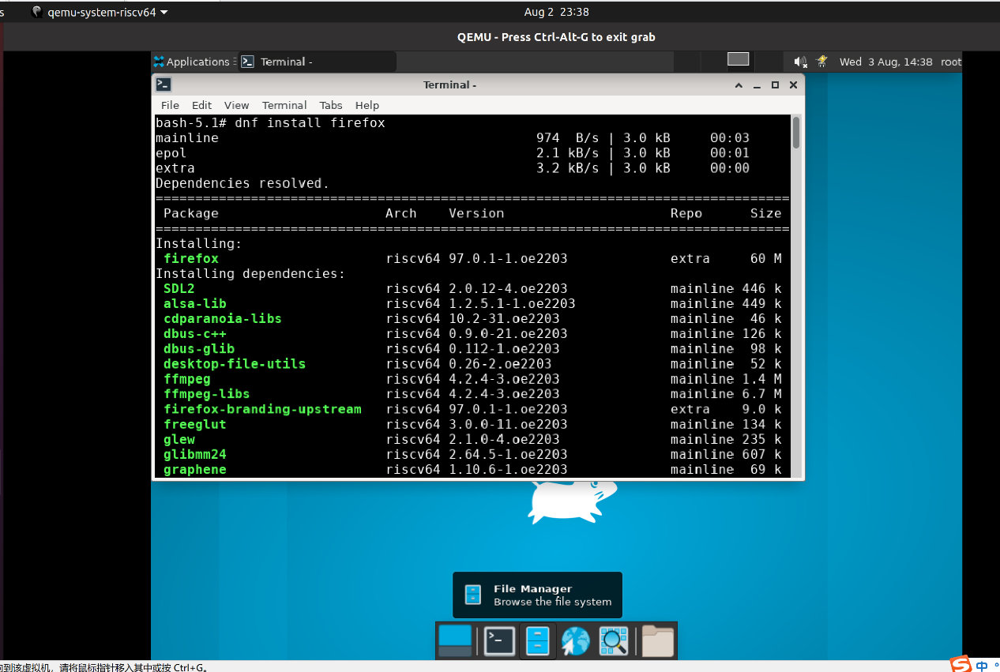 qemu-system-riscv64
Aug 2 23:38
QEMU - Press Ctrl-Alt-G to exit grab
Applications
Terminal -
Wed 3 Aug, 14:38 root
Terminal -
File Edit View Terminal Tabs Help
bash-5.1# dnf install firefox
mainline 974 B/s | 3.0 kB 00:03
epol 2.1 kB/s | 3.0 kB 00:01
extra 3.2 kB/s | 3.0 kB 00:00
Dependencies resolved.
================================================================================
Package Arch Version Repo Size
================================================================================
Installing:
firefox riscv64 97.0.1-1.oe2203 extra 60 M
Installing dependencies:
SDL2 riscv64 2.0.12-4.oe2203 mainline 446 k
alsa-lib riscv64 1.2.5.1-1.oe2203 mainline 449 k
cdparanoia-libs riscv64 10.2-31.oe2203 mainline 46 k
dbus-c++ riscv64 0.9.0-21.oe2203 mainline 126 k
dbus-glib riscv64 0.112-1.oe2203 mainline 98 k
desktop-file-utils riscv64 0.26-2.oe2203 mainline 52 k
ffmpeg riscv64 4.2.4-3.oe2203 mainline 1.4 M
ffmpeg-libs riscv64 4.2.4-3.oe2203 mainline 6.7 M
firefox-branding-upstream riscv64 97.0.1-1.oe2203 extra 9.0 k
freeglut riscv64 3.0.0-11.oe2203 mainline 134 k
glew riscv64 2.1.0-4.oe2203 mainline 235 k
glibmm24 riscv64 2.64.5-1.oe2203 mainline 607 k
graphene riscv64 1.10.6-1.oe2203 mainline 69 k
File Manager
Browse the file system
到该虚拟机，请将鼠标指针移入其中或按 Ctrl+G。
中